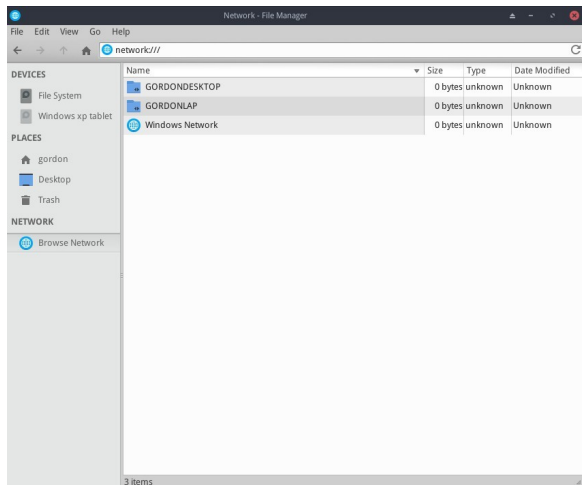 Network - File Manager
File Edit View Go Help
network:///
DEVICES
File System
Windows xp tablet
PLACES
gordon
Desktop
Trash
NETWORK
Browse Network
Name Size Type Date Modified
GORDONDESKTOP 0 bytes unknown Unknown
GORDONLAP 0 bytes unknown Unknown
Windows Network 0 bytes unknown Unknown
3 items